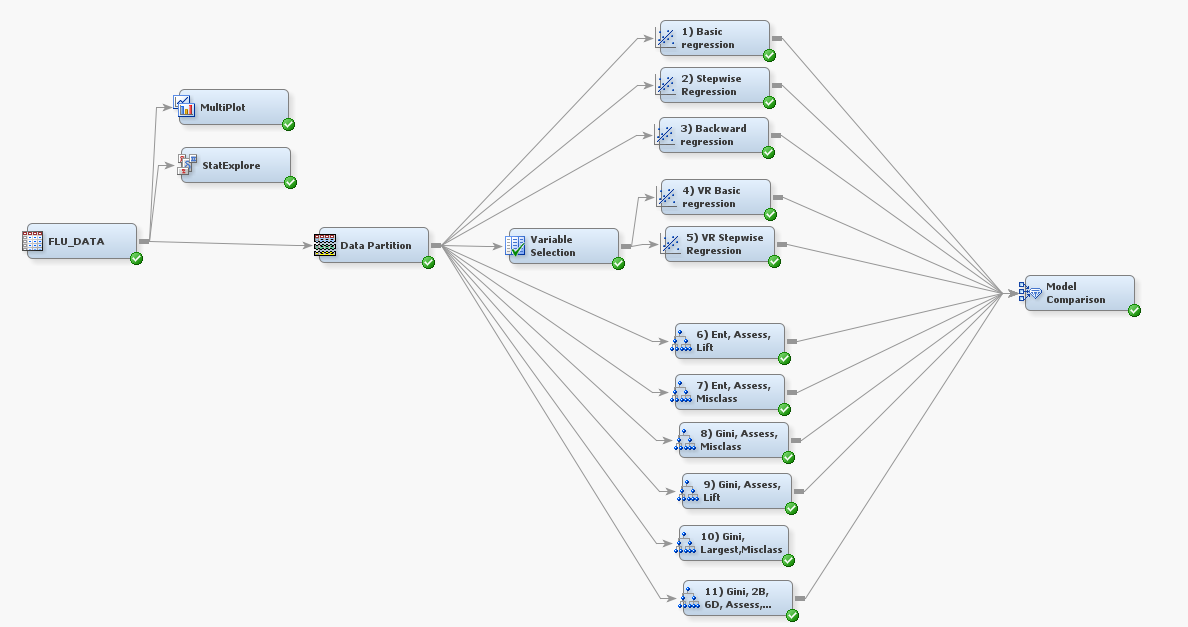 1) Basic
regression
2) Stepwise
Regression
MultiPlot
3) Backward
regression
StatExplore
4) VR Basic
regression
FLU_DATA
Data Partition
Variable
Selection
5) VR Stepwise
Regression
Model
Comparison
6) Ent, Assess,
Lift
7) Ent, Assess,
Misclass
8) Gini, Assess,
Misclass
9) Gini, Assess,
Lift
10) Gini,
Largest,Misclass
11) Gini, 2B,
6D, Assess,...